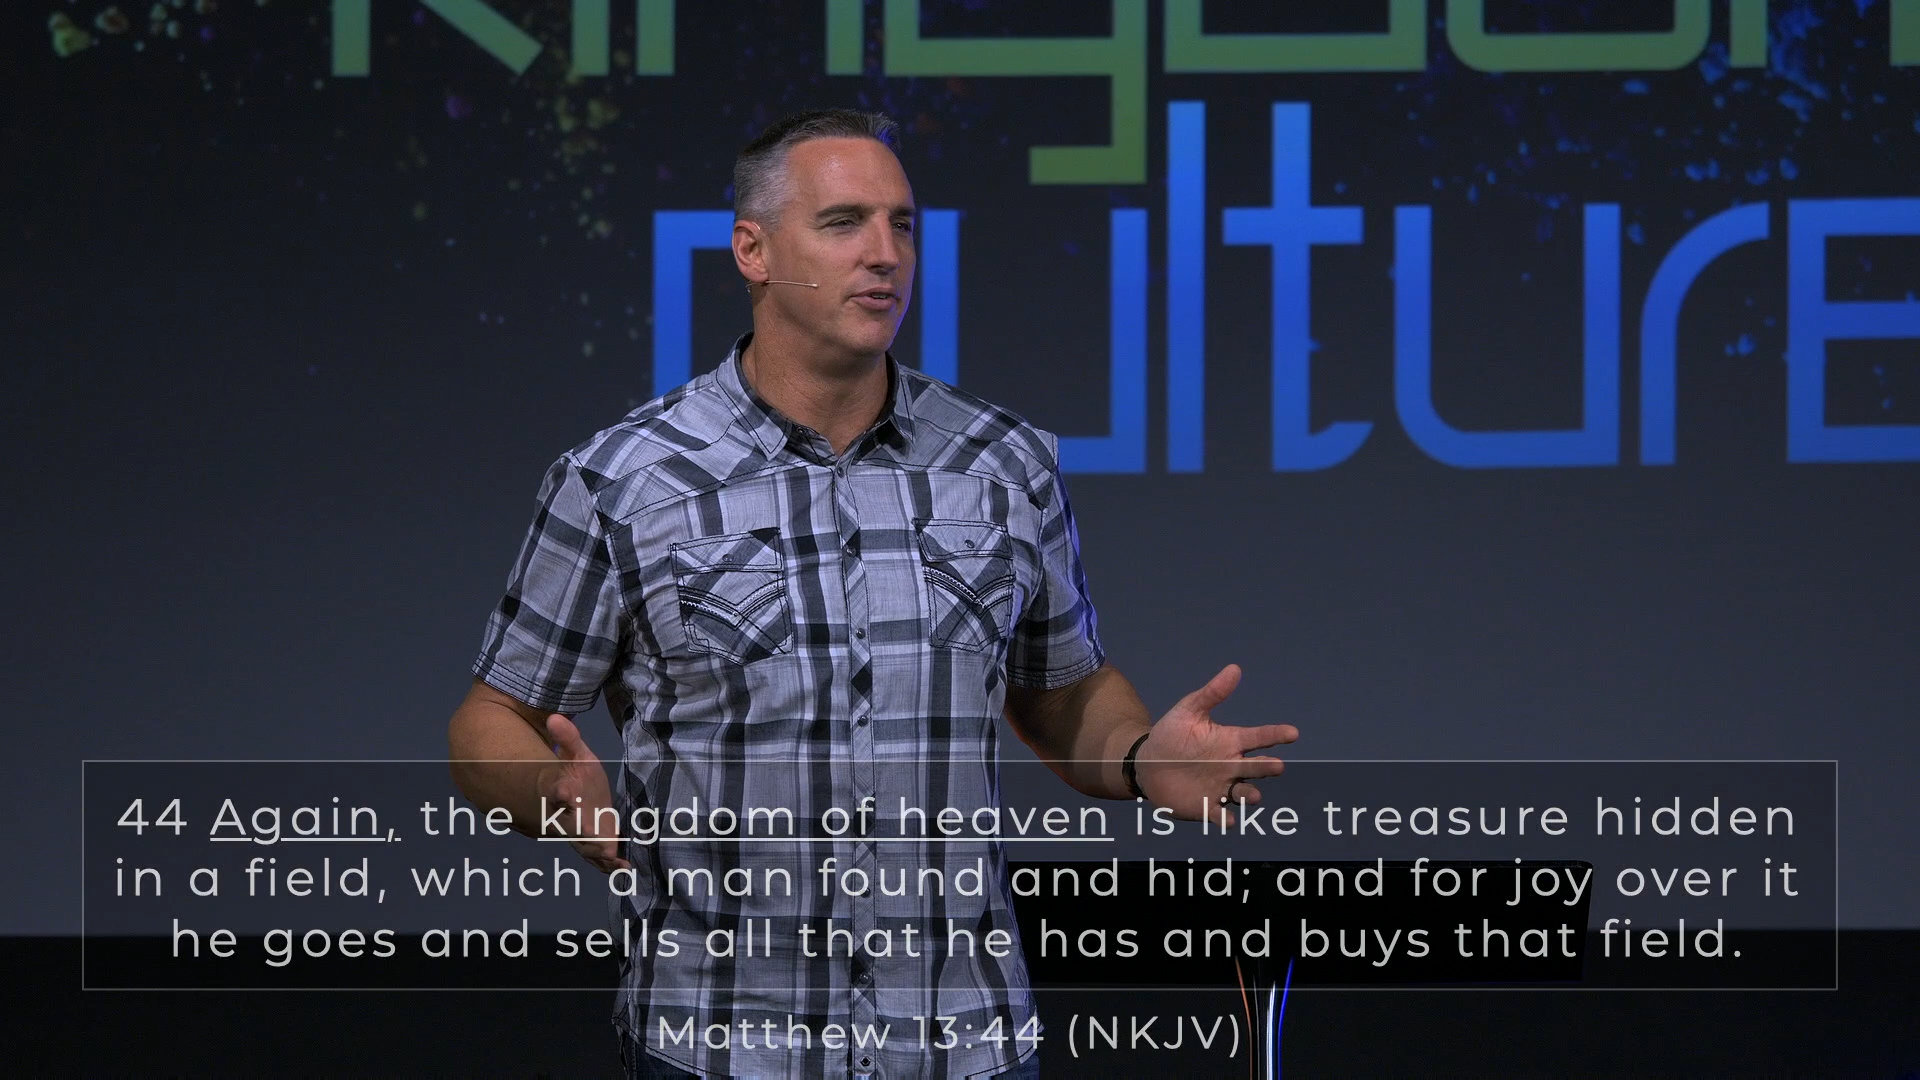 kingdom
culture
44 Again, the kingdom of heaven is like treasure hidden
in a field, which a man found and hid; and for joy over it
he goes and sells all that he has and buys that field.
Matthew 13:44 (NKJV)